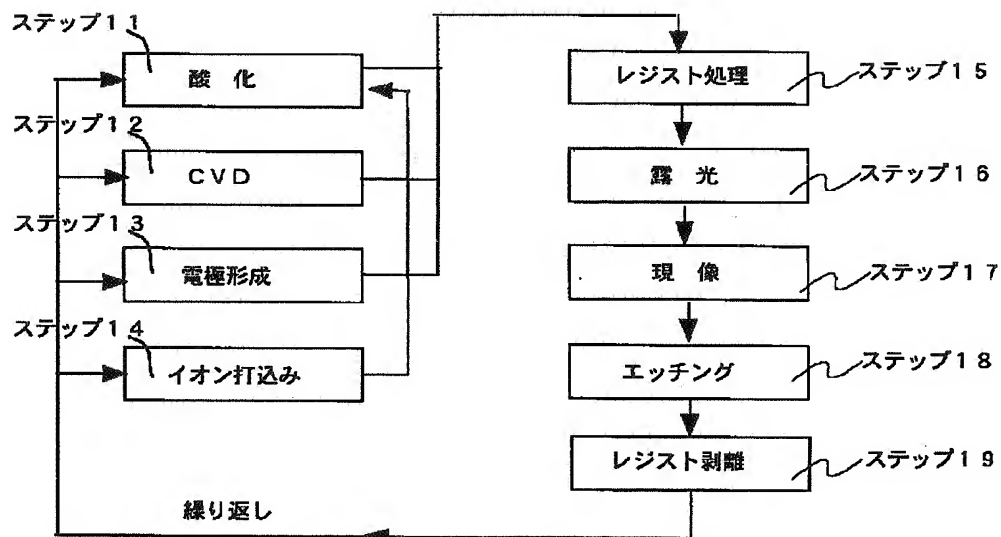 ステップ11
酸 化
ステップ12
CVD
ステップ13
電極形成
ステップ14
イオン打込み
レジスト処理
ステップ15
露 光
ステップ16
現 像
ステップ17
エッチング
ステップ18
レジスト剥離
ステップ19
繰り返し